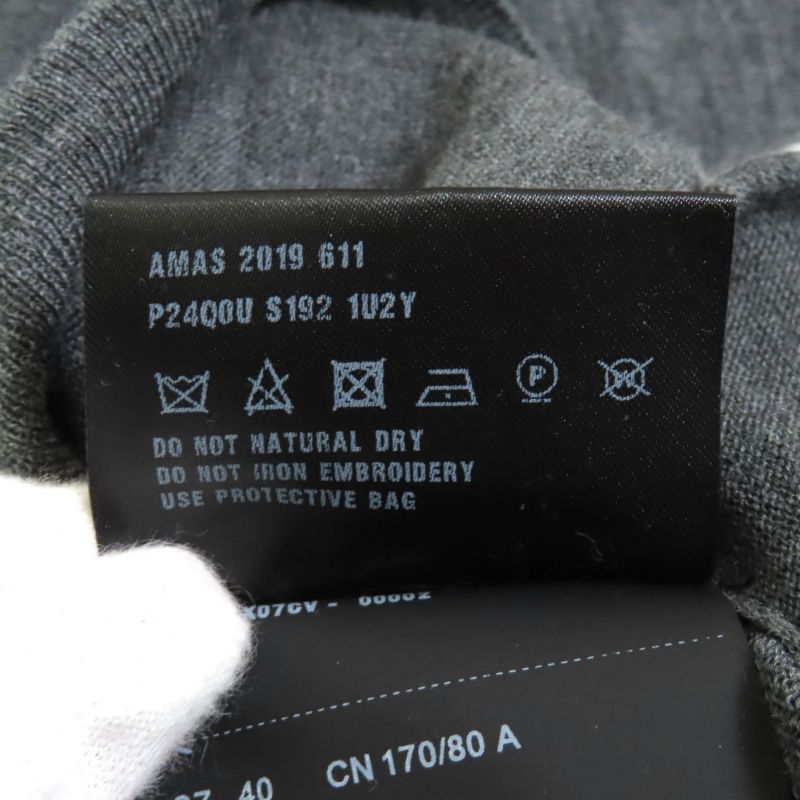 AMAS 2019 611
P24Q0U S192 1U2Y
P W
DO NOT NATURAL DRY
DO NOT IRON EMBROIDERY
USE PROTECTIVE BAG
40 CN 170/80 A